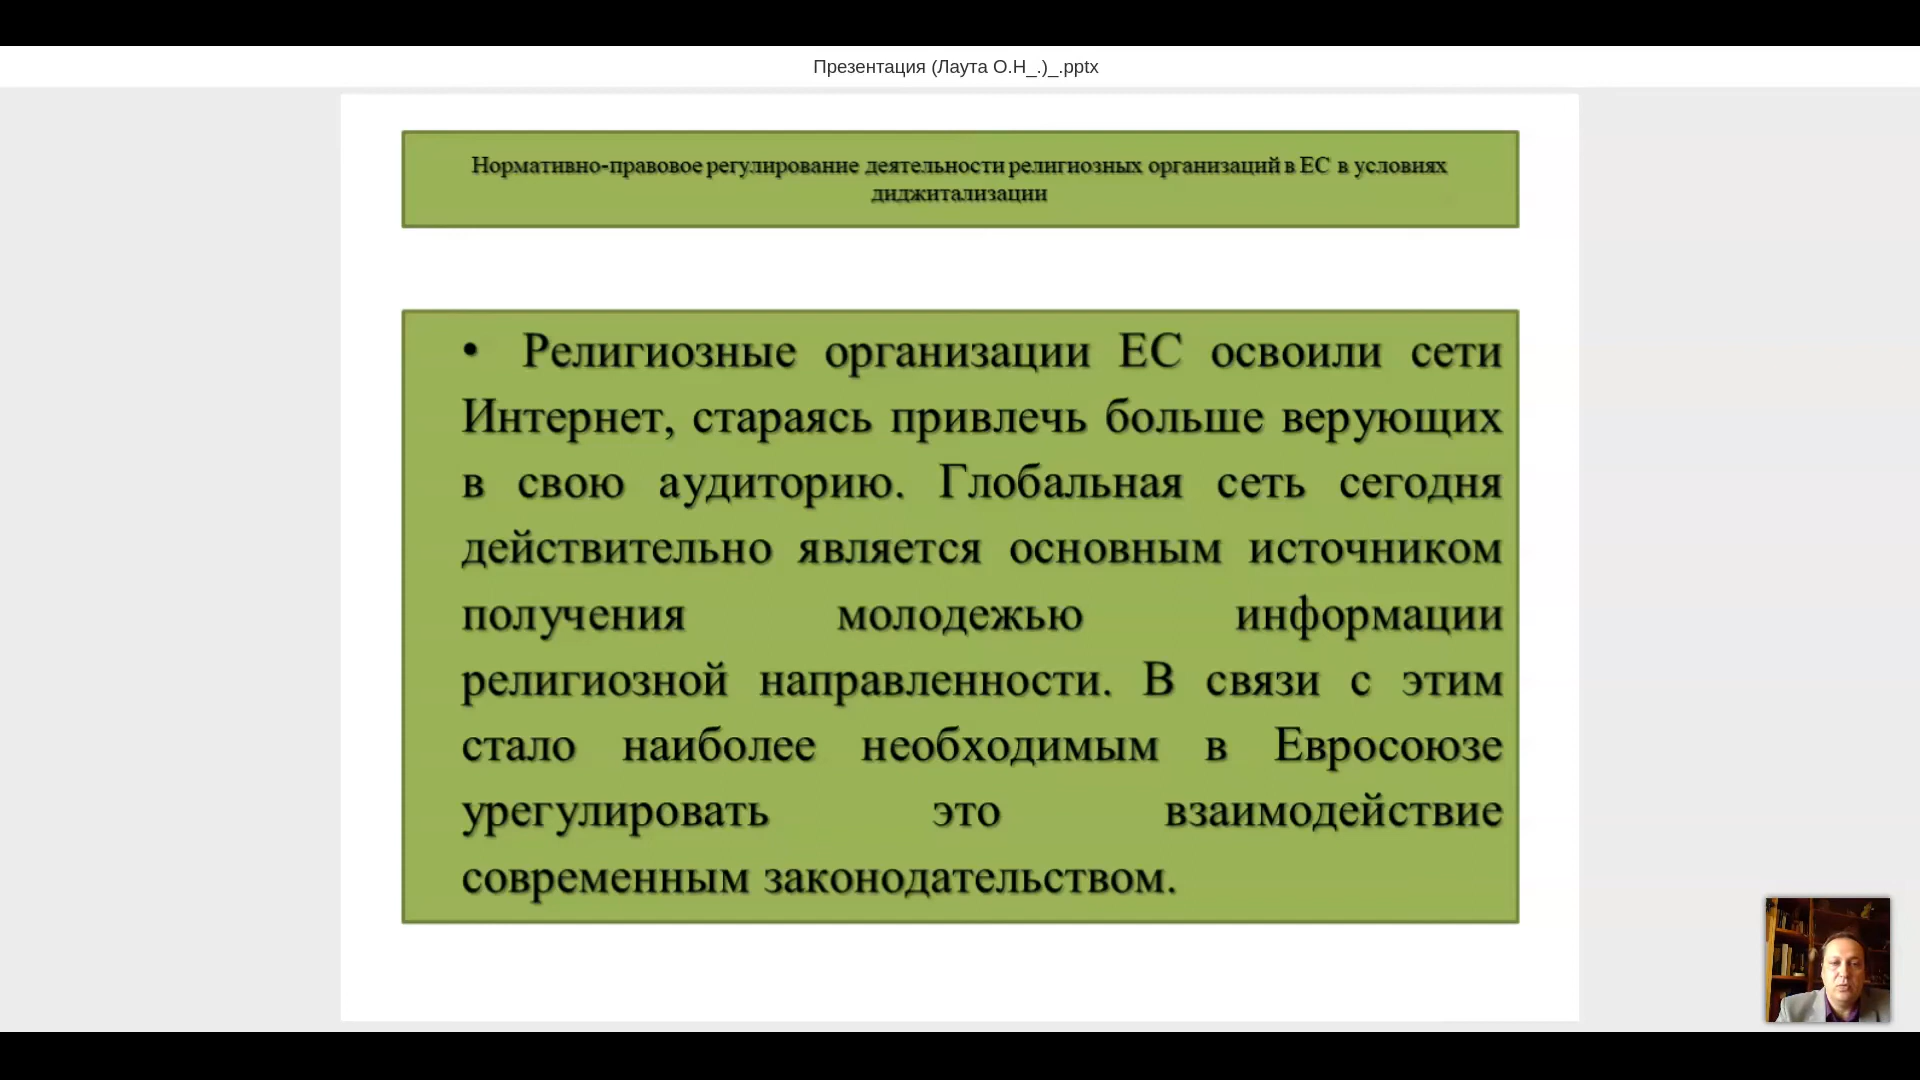 Презентация (Лаута О.Н_.)_.pptx
Нормативно-правовое регулирование деятельности религиозных организаций в ЕС в условиях
диджитализации
• Религиозные организации ЕС освоили сети
Интернет, стараясь привлечь больше верующих
в свою аудиторию. Глобальная сеть сегодня
действительно является основным источником
получения молодежью информации
религиозной направленности. В связи с этим
стало наиболее необходимым в Евросоюзе
урегулировать это взаимодействие
современным законодательством.